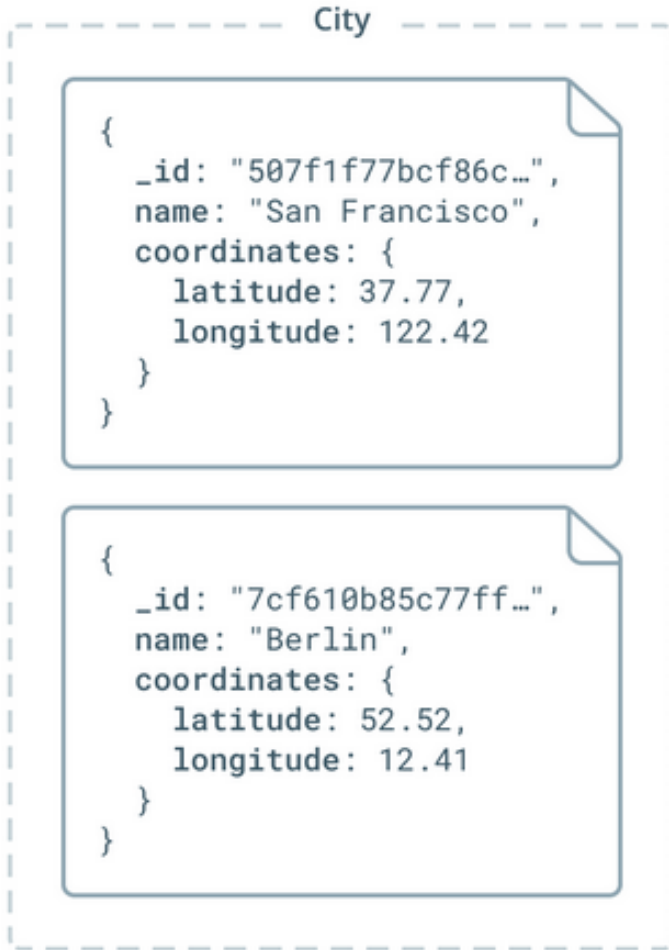 City
{
_id: "507f1f77bcf86c…",
name: "San Francisco",
coordinates: {
latitude: 37.77,
longitude: 122.42
}
}
{
_id: "7cf610b85c77ff…",
name: "Berlin",
coordinates: {
latitude: 52.52,
longitude: 12.41
}
}